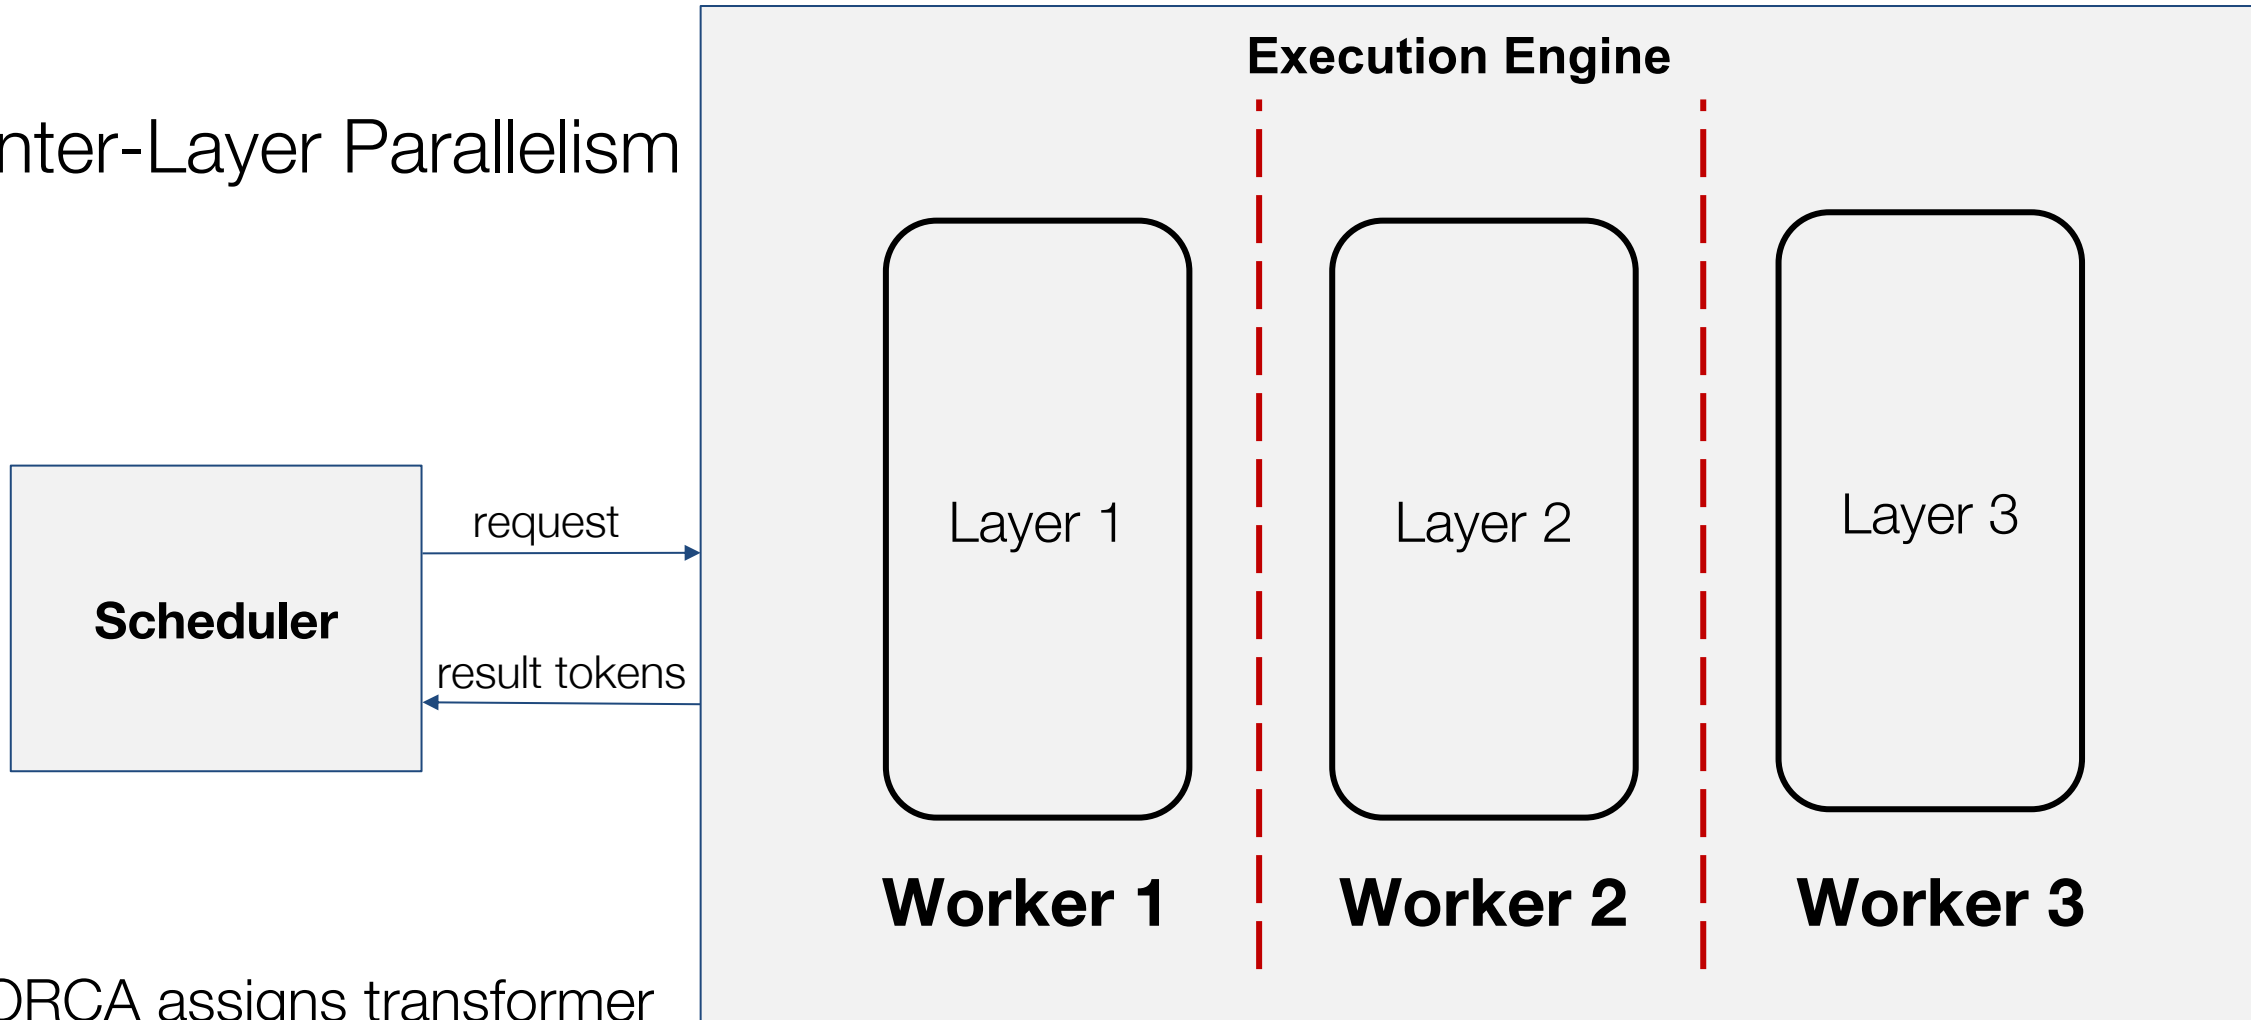 Execution Engine
nter-Layer Parallelism
Layer 1
Layer 2
Layer 3
request
Scheduler
result tokens
Worker 1
Worker 2
Worker 3
ORCA assigns transformer